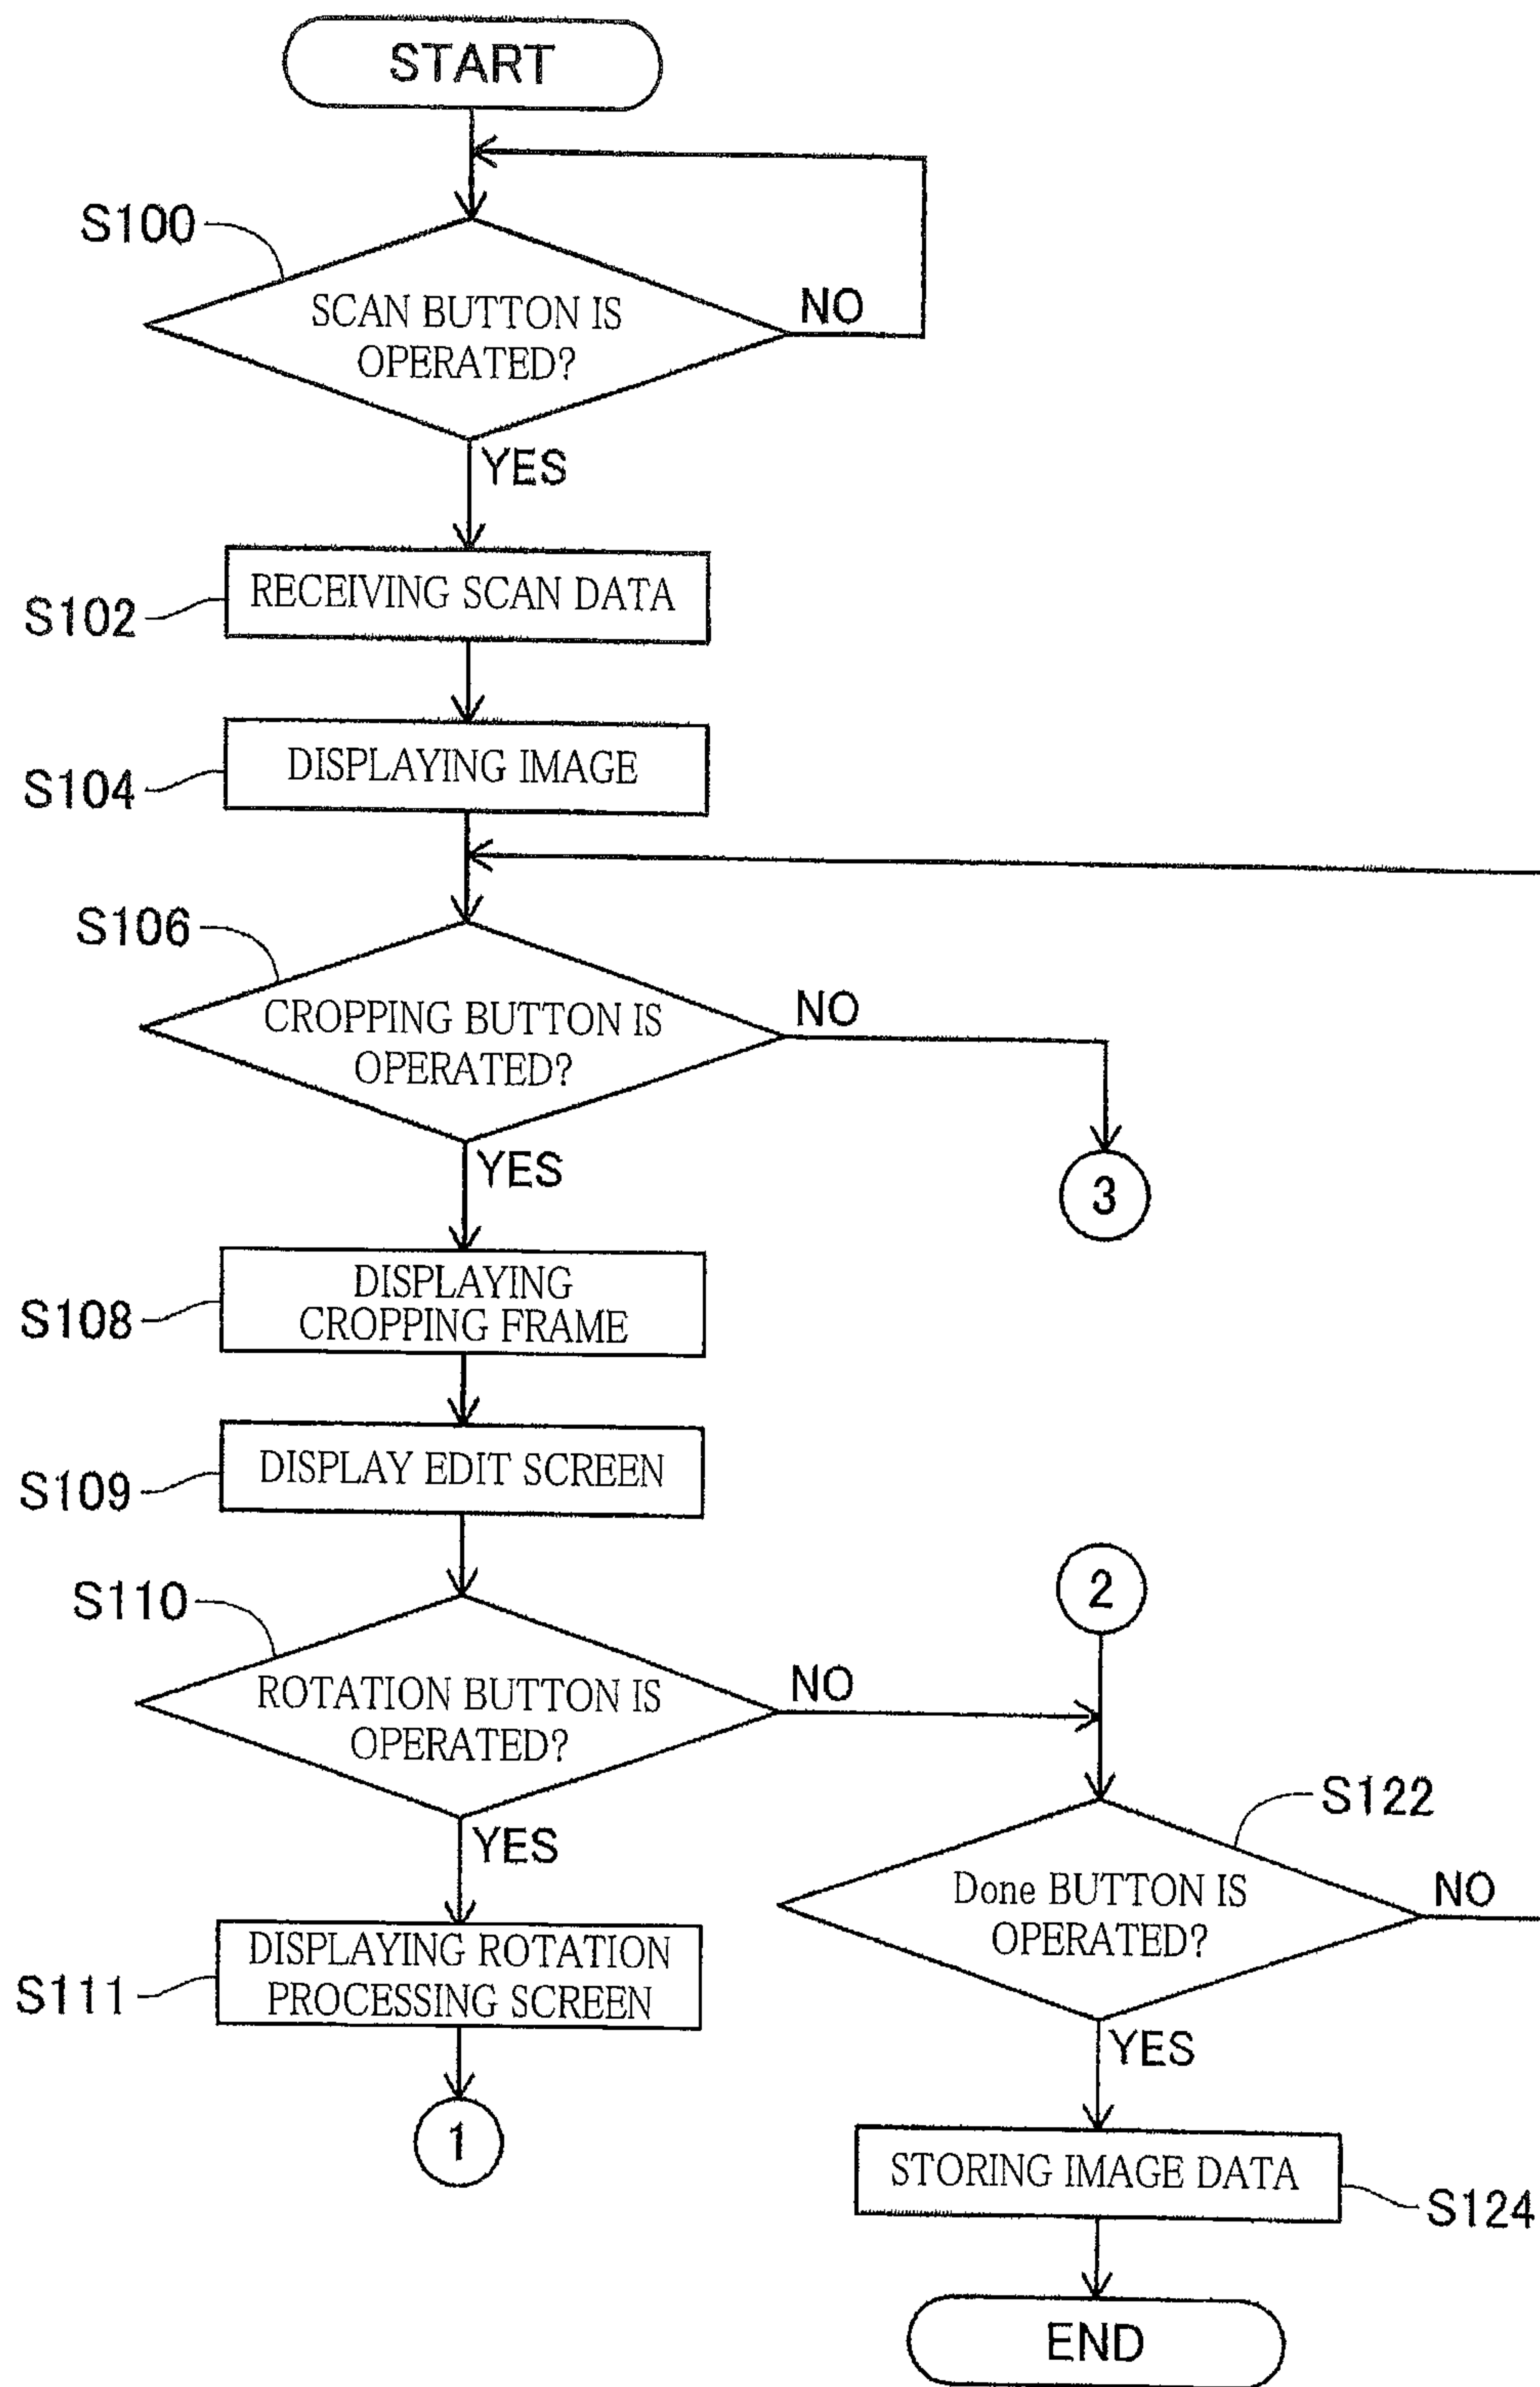 START
S100
SCAN BUTTON IS
OPERATED?
NO
YES
S102
RECEIVING SCAN DATA
S104
DISPLAYING IMAGE
S106
CROPPING BUTTON IS
OPERATED?
NO
YES
3
S108
DISPLAYING
CROPPING FRAME
S109
DISPLAY EDIT SCREEN
S110
ROTATION BUTTON IS
OPERATED?
NO
YES
2
S122
Done BUTTON IS
OPERATED?
NO
YES
S111
DISPLAYING ROTATION
PROCESSING SCREEN
1
STORING IMAGE DATA
S124
END